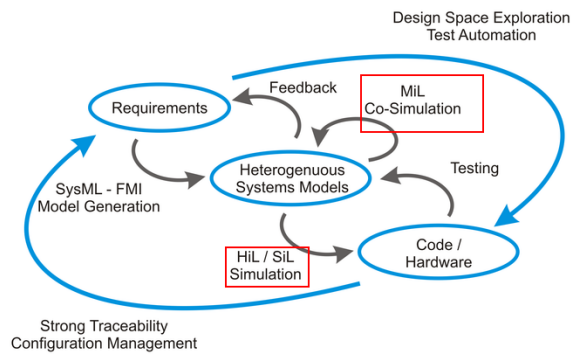 Design Space Exploration
Test Automation
MiL
Co-Simulation
Feedback
Requirements
Testing
Heterogenuous
Systems Models
SysML - FMI
Model Generation
HiL / SiL
Simulation
Code /
Hardware
Strong Traceability
Configuration Management